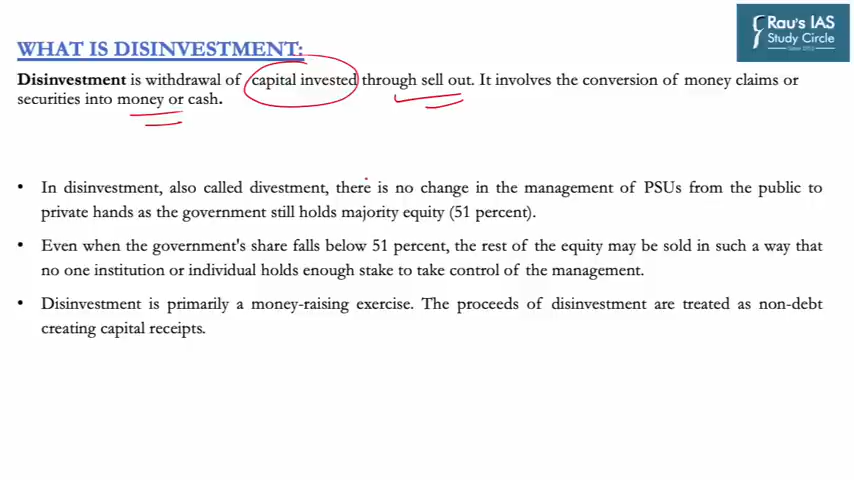 Rau's IAS
Study Circle
WHAT IS DISINVESTMENT:
Disinvestment is withdrawal of capital invested through sell out. It involves the conversion of money claims or
securities into money or cash.
• In disinvestment, also called divestment, there is no change in the management of PSUs from the public to
private hands as the government still holds majority equity (51 percent).
• Even when the government's share falls below 51 percent, the rest of the equity may be sold in such a way that
no one institution or individual holds enough stake to take control of the management.
• Disinvestment is primarily a money-raising exercise. The proceeds of disinvestment are treated as non-debt
creating capital receipts.